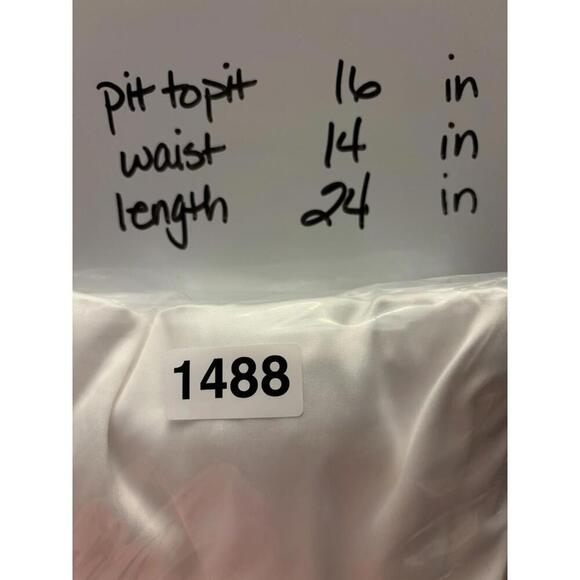 pit to pit 16 in
waist 14 in
length 24 in
1488